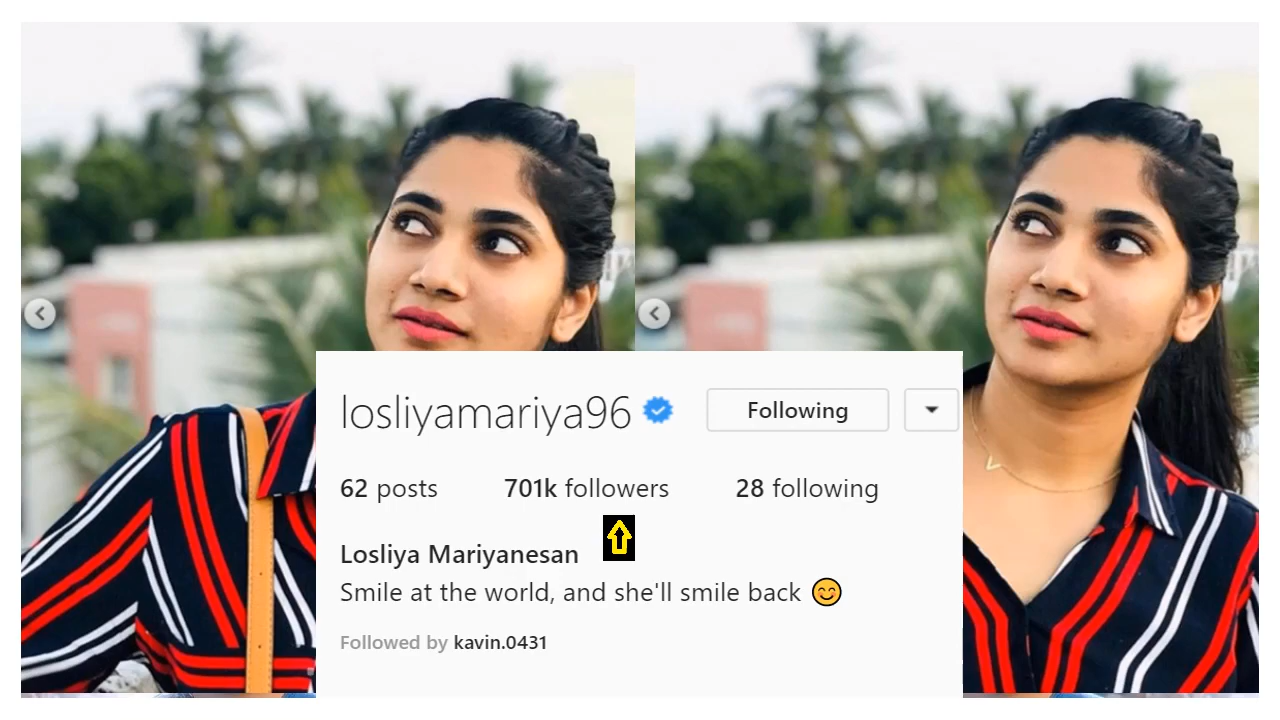 losliyamariya96 Following
62 posts 701k followers 28 following
Losliya Mariyanesan
Smile at the world, and she'll smile back 😊
Followed by kavin.0431